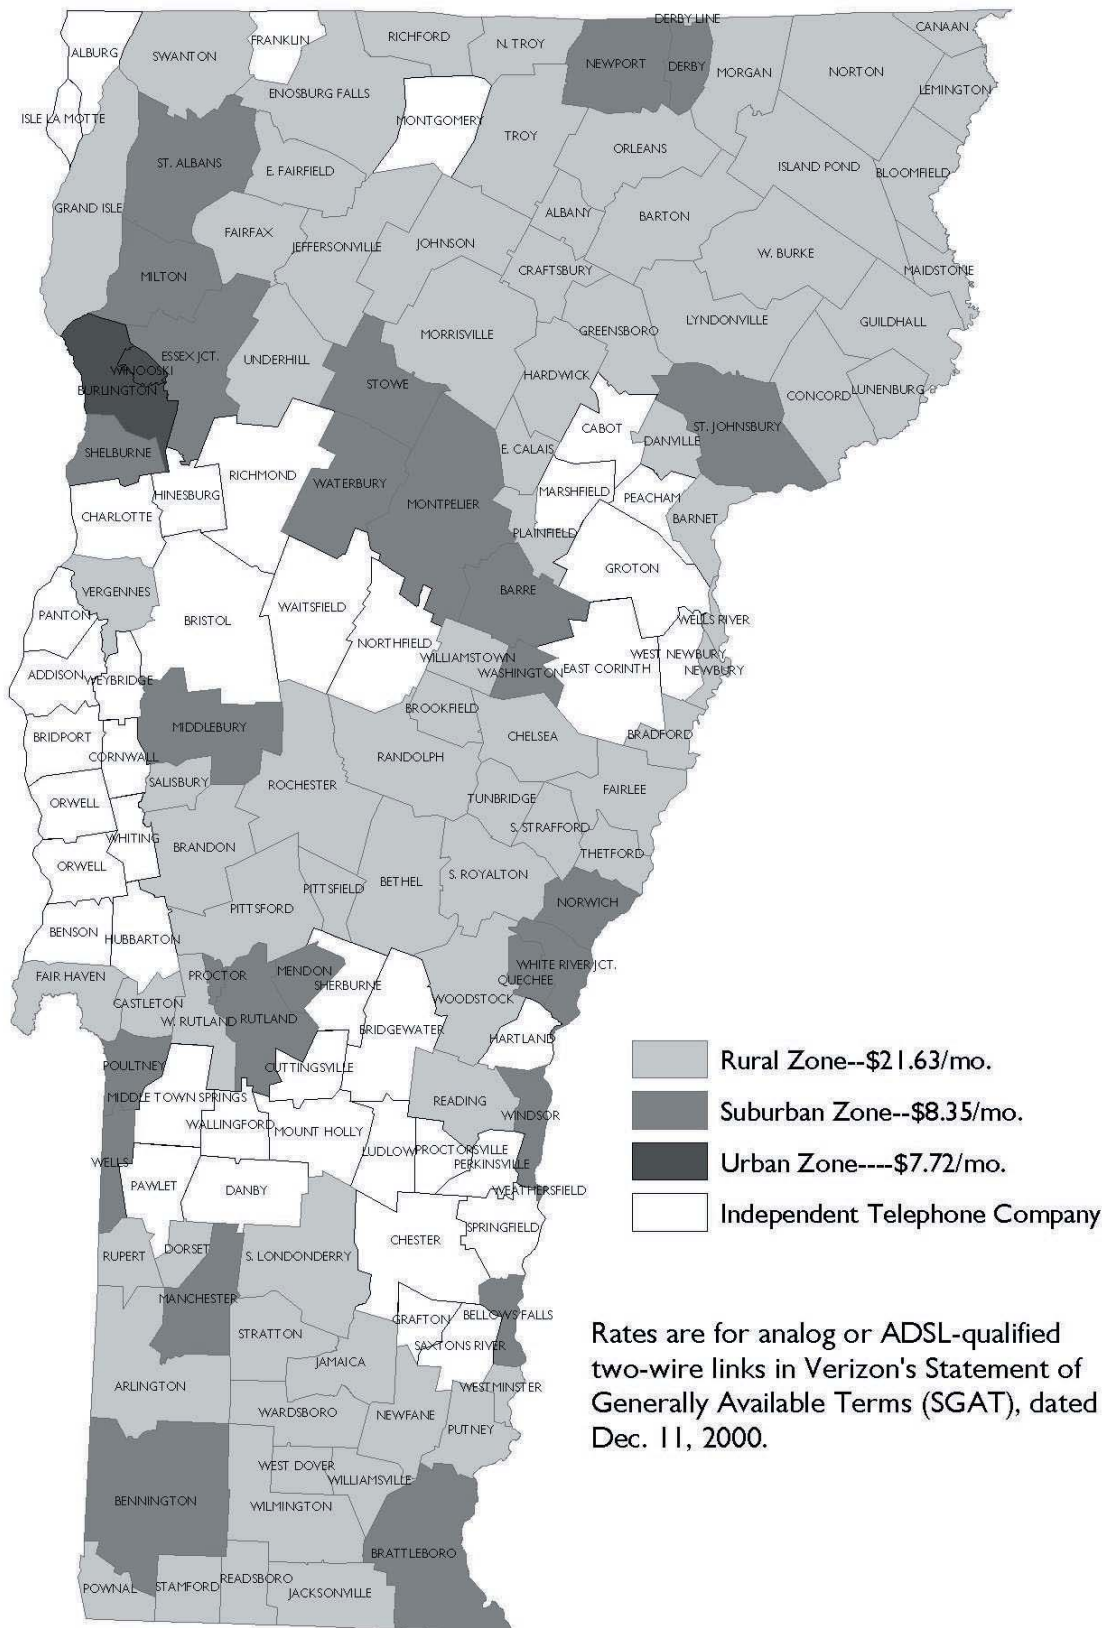 DERBY LINE
ALBURG
SWANTON
FRANKLIN
RICHFORD
N. TROY
NEWPORT
DERBY
MORGAN
NORTON
CANAAN
LEMINGTON
ENOSBURG FALLS
ISLE LA MOTTE
MONTGOMERY
TROY
ST. ALBANS
E. FAIRFIELD
ORLEANS
ISLAND POND
BLOOMFIELD
GRAND ISLE
FAIRFAX
JEFFERSONVILLE
JOHNSON
ALBANY
BARTON
W. BURKE
MILTON
CRAFTSBURY
MAIDSTONE
ESSEX JCT.
UNDERHILL
MORRISVILLE
GREENSBORO
LYNDONVILLE
GUILDHALL
WINOOSKI
BURLINGTON
STOWE
HARDWICK
CONCORD
LUNENBURG
SHELBURNE
CABOT
DANVILLE
ST. JOHNSBURY
E. CALAIS
RICHMOND
HINESBURG
WATERBURY
MONTPELIER
MARSHFIELD
PEACHAM
CHARLOTTE
PLAINFIELD
BARNET
GROTON
VERGENNES
BARRE
PANTON
BRISTOL
WAITSFIELD
NORTHFIELD
WELLS RIVER
WILLIAMSTOWN
WASHINGTON
EAST CORINTH
WEST NEWBURY
NEWBURY
ADDISON
WEYBRIDGE
BROOKFIELD
BRIDPORT
CORNWALL
MIDDLEBURY
RANDOLPH
CHELSEA
BRADFORD
SALISBURY
ROCHESTER
ORWELL
TUNBRIDGE
FAIRLEE
WHITING
BRANDON
S. STRAFFORD
THETFORD
ORWELL
PITTSFIELD
BETHEL
S. ROYALTON
PITTSFORD
NORWICH
BENSON
HUBBARTON
FAIR HAVEN
PROCTOR
MENDON
SHERBURNE
WHITE RIVER JCT.
QUECHEE
CASTLETON
W. RUTLAND
RUTLAND
BRIDGEWATER
WOODSTOCK
HARTLAND
POULTNEY
CUTTINGSVILLE
MIDDLE TOWN SPRINGS
READING
WINDSOR
WALLINGFORD
MOUNT HOLLY
LUDLOW
PROCTORSVILLE
PERKINSVILLE
WELLS
PAWLET
DANBY
WEATHERSFIELD
CHESTER
SPRINGFIELD
RUPERT
DORSET
S. LONDONDERRY
MANCHESTER
GRAFTON
BELLOWS FALLS
STRATTON
SAXTONS RIVER
JAMAICA
ARLINGTON
WESTMINSTER
WARDSBORO
NEWFANE
PUTNEY
WEST DOVER
WILLIAMSVILLE
BENNINGTON
WILMINGTON
BRATTLEBORO
POWNAL
STAMFORD
READSBORO
JACKSONVILLE
Rural Zone--$21.63/mo.
Suburban Zone--$8.35/mo.
Urban Zone----$7.72/mo.
Independent Telephone Company
Rates are for analog or ADSL-qualified
two-wire links in Verizon's Statement of
Generally Available Terms (SGAT), dated
Dec. 11, 2000.